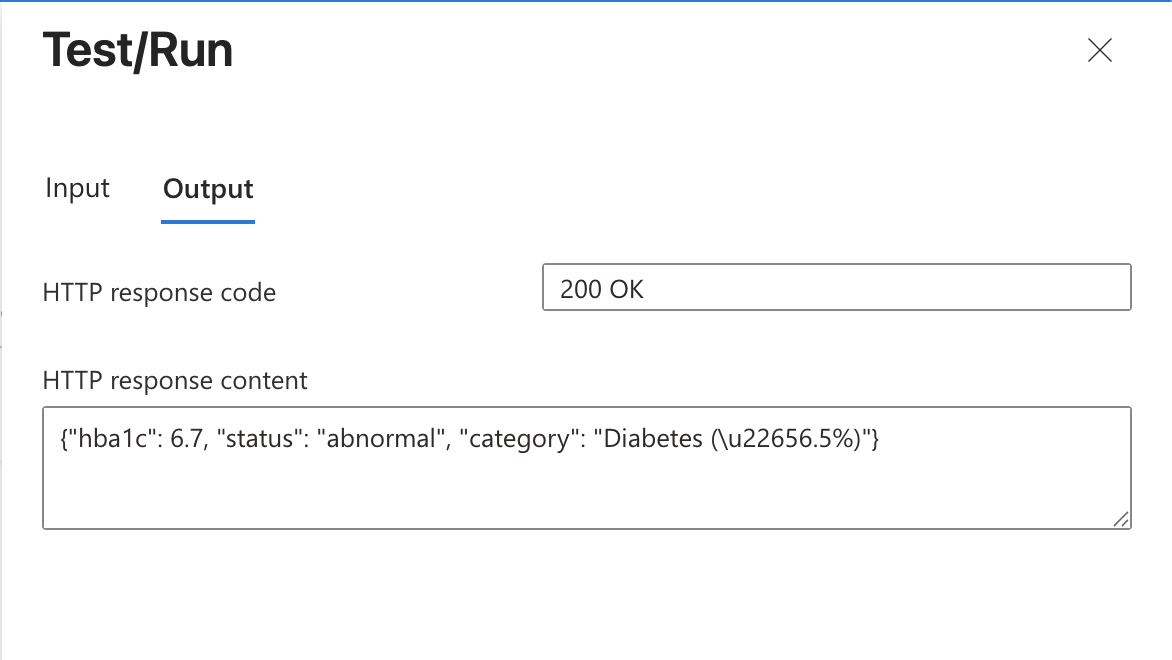 Test/Run
Input
Output
HTTP response code
200 OK
HTTP response content
{"hba1c": 6.7, "status": "abnormal", "category": "Diabetes (\u22656.5%)"}